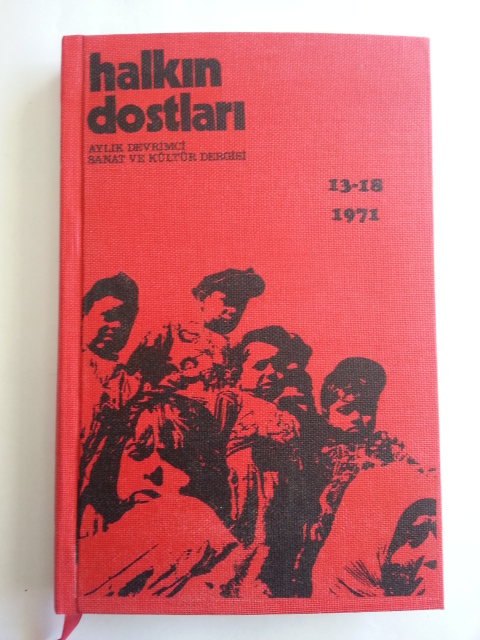 halkın
dostları
AYLIK DEVRİMCİ
SANAT VE KÜLTÜR DERGİSİ
13-18
1971